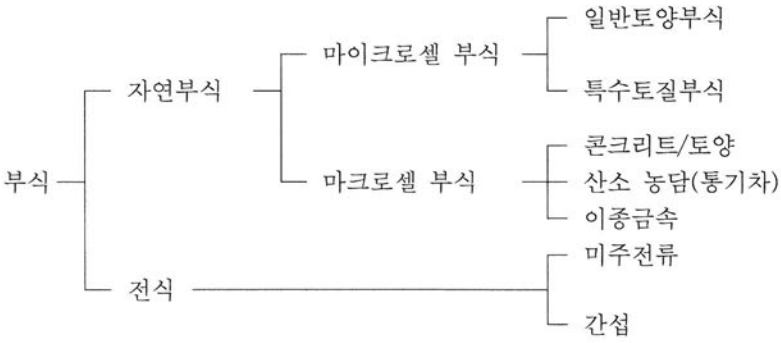 일반토양부식
마이크로셀 부식
자연부식
특수토질부식
콘크리트/토양
부식
마크로셀 부식
산소 농담(통기차)
이종금속
미주전류
전식
간섭